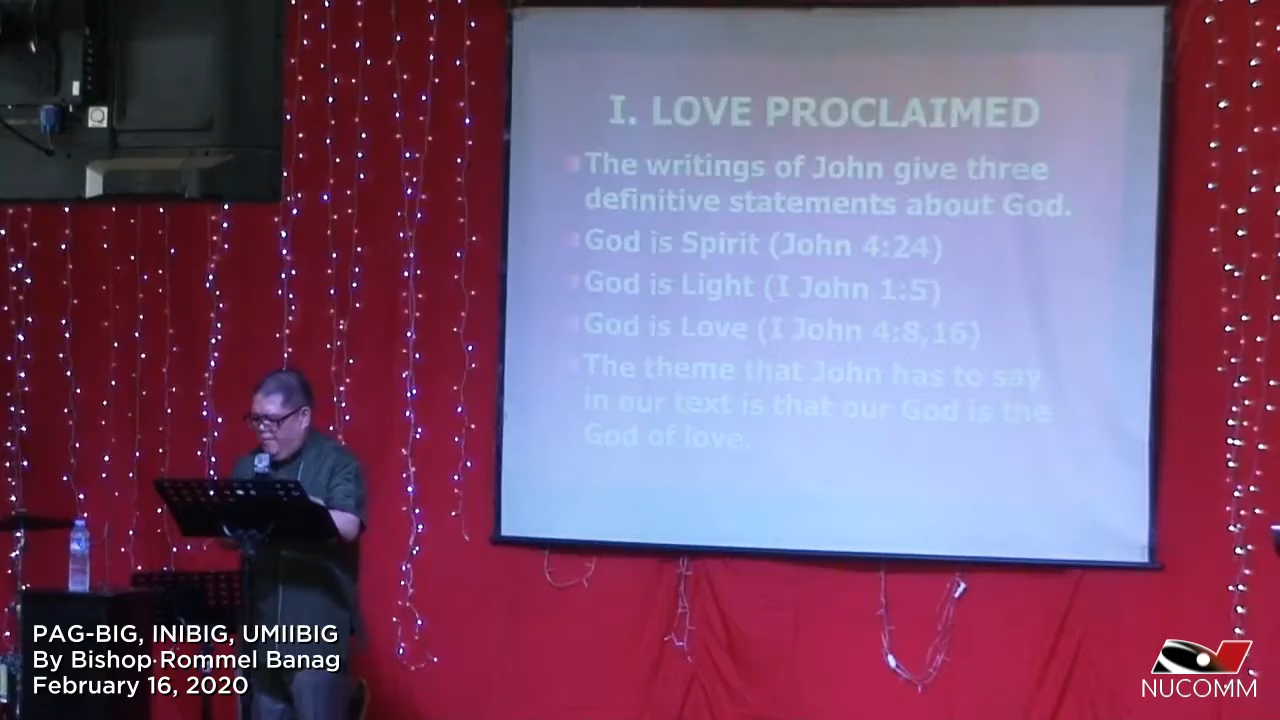 I. LOVE PROCLAIMED
The writings of John give three
definitive statements about God.
God is Spirit (John 4:24)
God is Light (I John 1:5)
God is Love (I John 4:8,16)
The theme that John has to say
in our text is that our God is the
God of love.
PAG-BIG, INIBIG, UMIIBIG
By Bishop Rommel Banag
February 16, 2020
NUCOMM